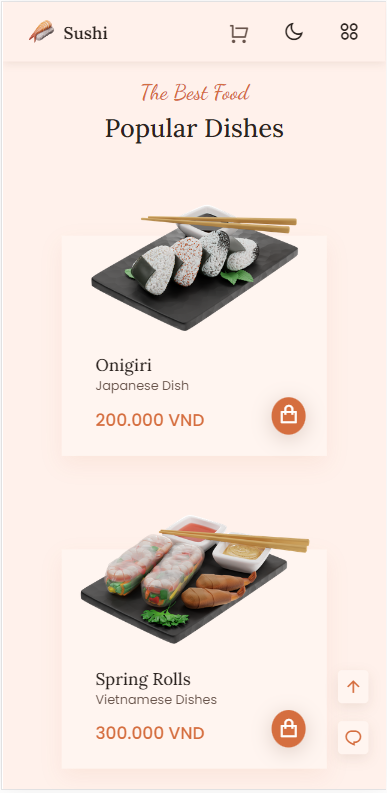 Sushi
The Best Food
Popular Dishes
Onigiri
Japanese Dish
200.000 VND
Spring Rolls
Vietnamese Dishes
300.000 VND